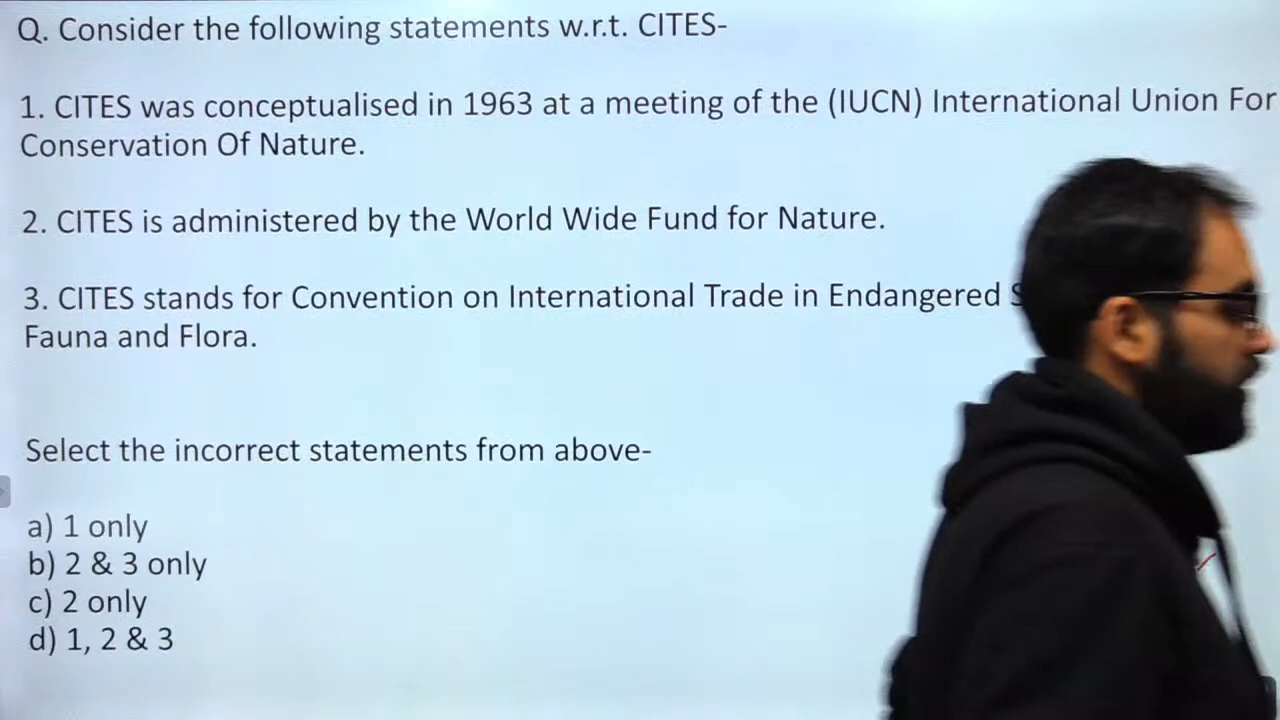 Q. Consider the following statements w.r.t. CITES-
1. CITES was conceptualised in 1963 at a meeting of the (IUCN) International Union For
Conservation Of Nature.
2. CITES is administered by the World Wide Fund for Nature.
3. CITES stands for Convention on International Trade in Endangered
Fauna and Flora.
Select the incorrect statements from above-
a) 1 only
b) 2 & 3 only
c) 2 only
d) 1, 2 & 3